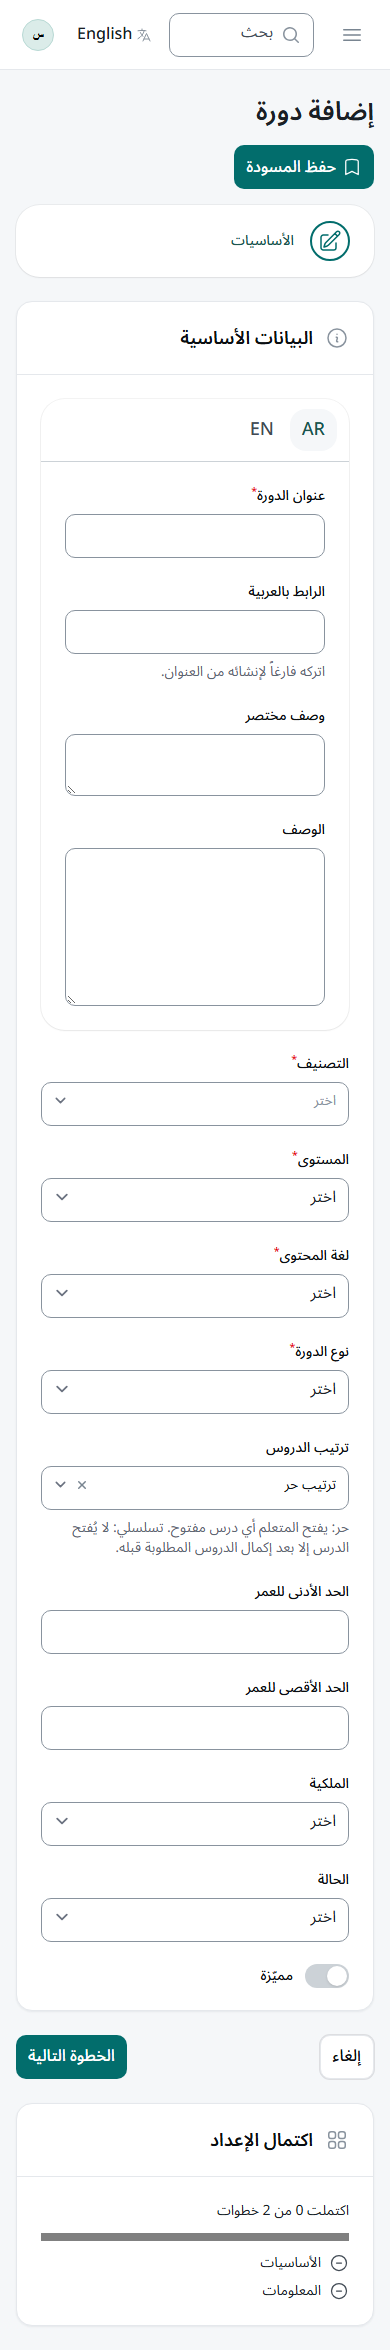 بحث
English
س
إضافة دورة
حفظ المسودة
الأساسيات
البيانات الأساسية
AR EN
عنوان الدورة*
الرابط بالعربية
اتركه فارغاً لإنشائه من العنوان.
وصف مختصر
الوصف
التصنيف*
اختر
المستوى*
اختر
لغة المحتوى*
اختر
نوع الدورة*
اختر
ترتيب الدروس
ترتيب حر
حر: يفتح المتعلم أي درس مفتوح. تسلسلي: لا يُفتح
الدرس إلا بعد إكمال الدروس المطلوبة قبله.
الحد الأدنى للعمر
الحد الأقصى للعمر
الملكية
اختر
الحالة
اختر
مميّزة
إلغاء
الخطوة التالية
اكتمال الإعداد
اكتملت 0 من 2 خطوات
الأساسيات
المعلومات